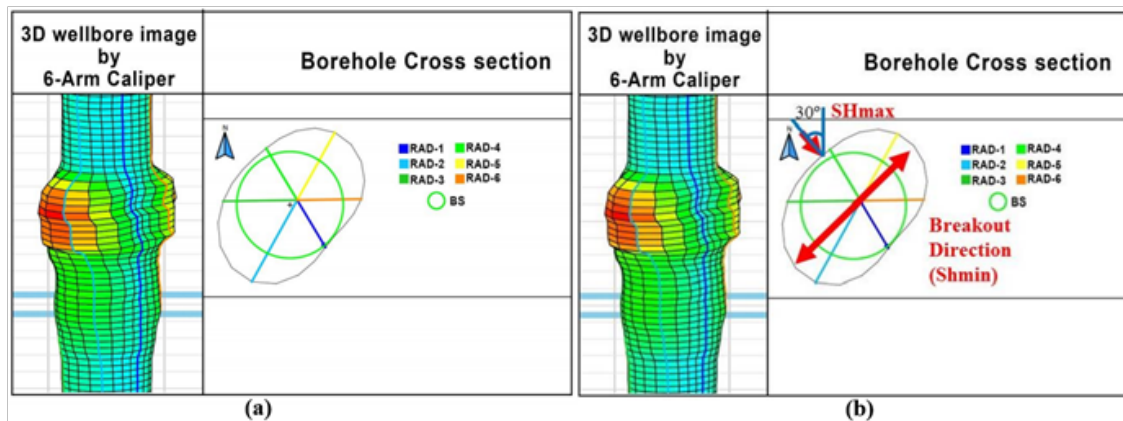 3D wellbore image
by
6-Arm Caliper
Borehole Cross section
N
RAD-1
RAD-4
RAD-2
RAD-5
RAD-3
RAD-6
BS
(a)
3D wellbore image
by
6-Arm Caliper
Borehole Cross section
30°
SHmax
N
RAD-1
RAD-4
RAD-2
RAD-5
RAD-3
RAD-6
BS
Breakout
Direction
(Shmin)
(b)